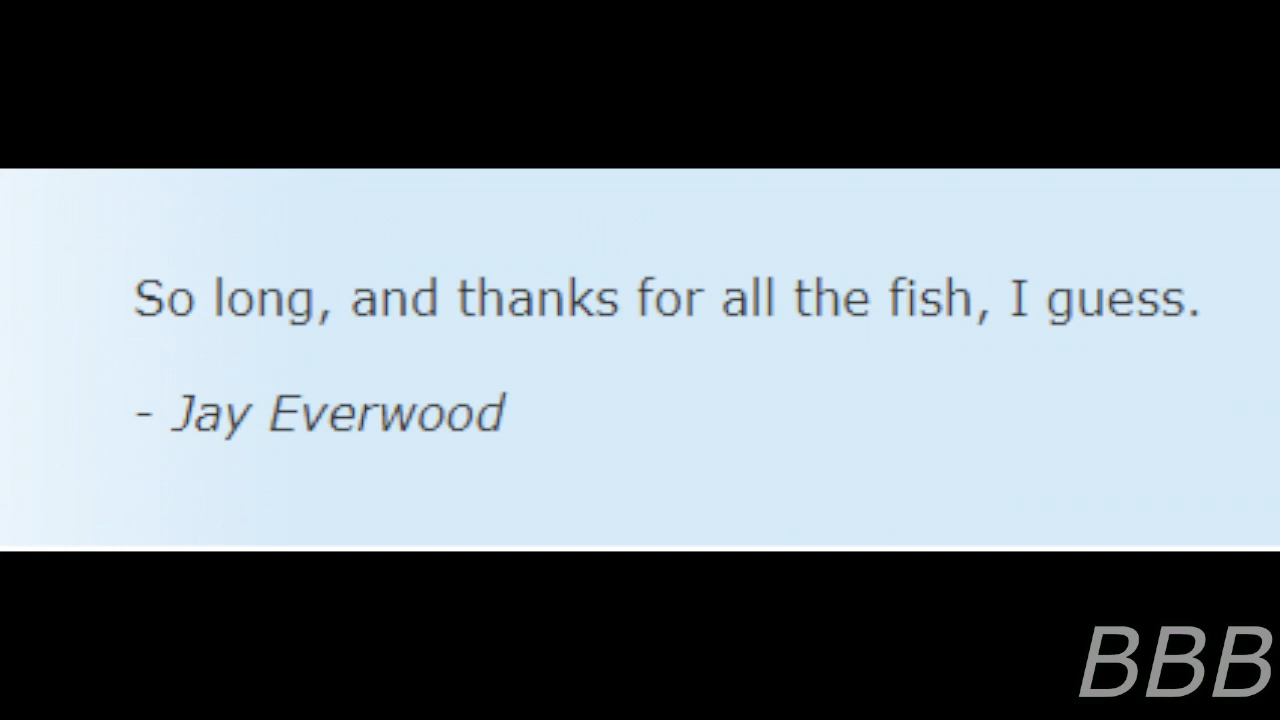 So long, and thanks for all the fish, I guess.
- Jay Everwood
BBB